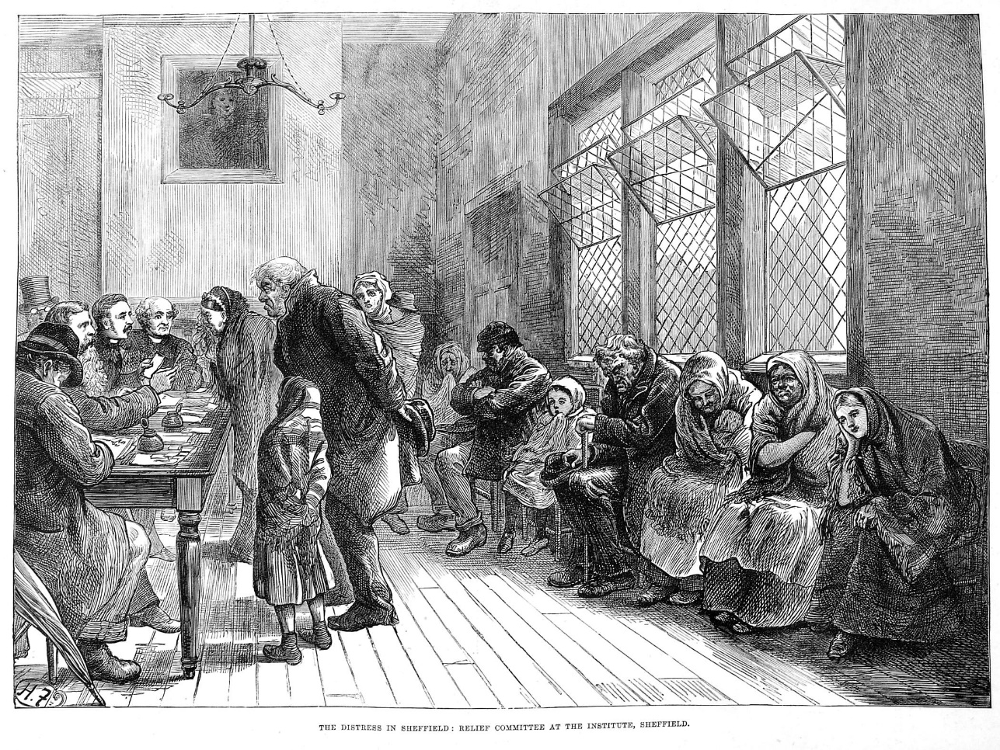 H. F.
THE DISTRESS IN SHEFFIELD: RELIEF COMMITTEE AT THE INSTITUTE, SHEFFIELD.